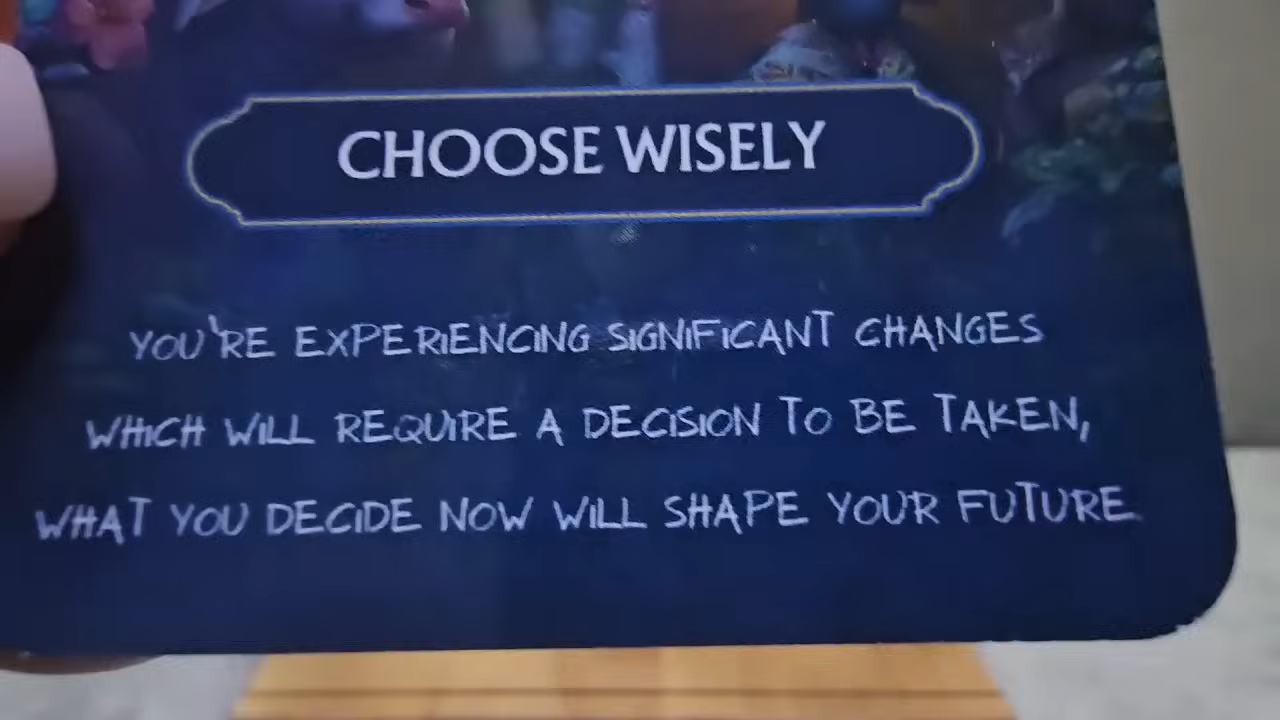 CHOOSE WISELY
YOU'RE EXPERIENCING SIGNIFICANT CHANGES
WHICH WILL REQUIRE A DECISION TO BE TAKEN,
WHAT YOU DECIDE NOW WILL SHAPE YOUR FUTURE.